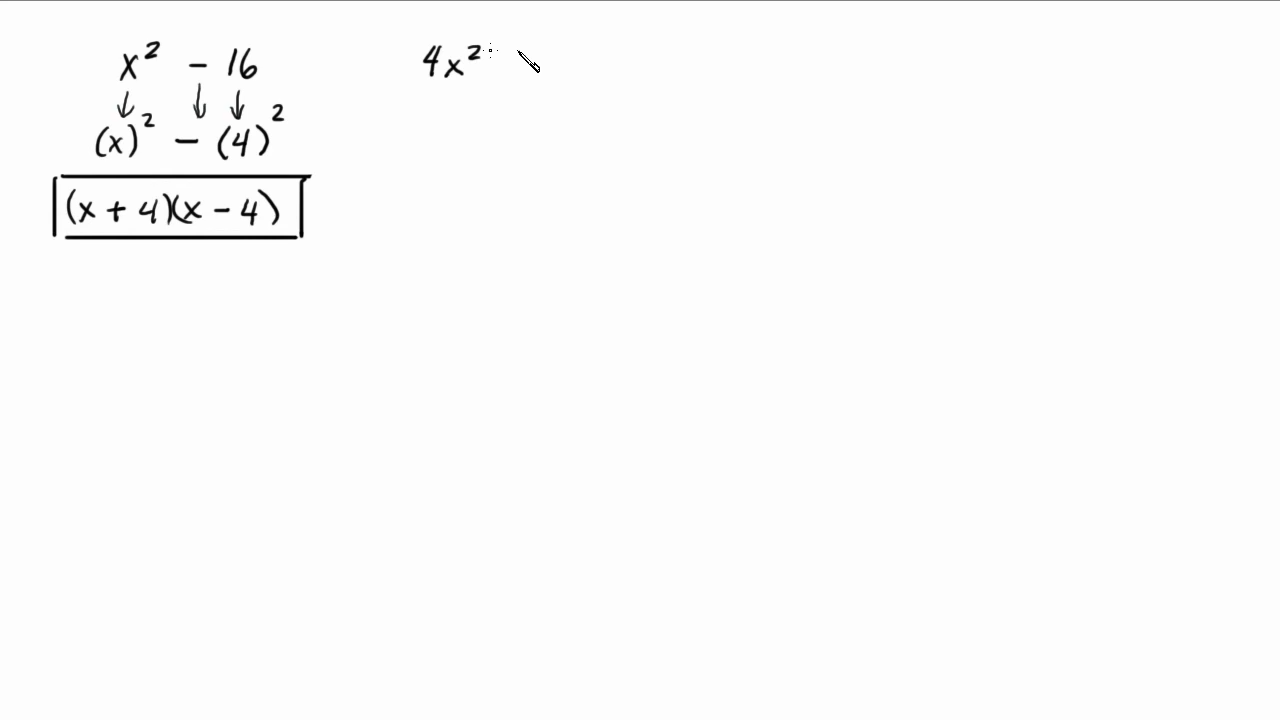 x² - 16
(x)² - (4)²
(x + 4)(x - 4)
4x²